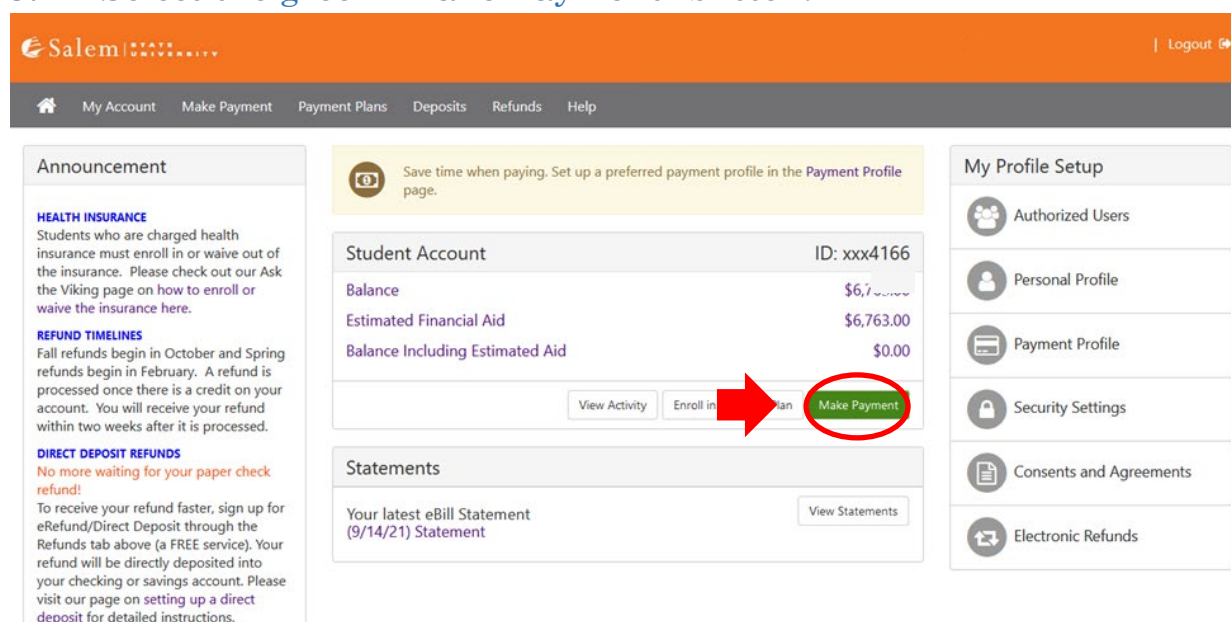 Salem STATE UNIVERSITY
| Logout
My Account Make Payment Payment Plans Deposits Refunds Help
Announcement
HEALTH INSURANCE
Students who are charged health
insurance must enroll in or waive out of
the insurance. Please check out our Ask
the Viking page on how to enroll or
waive the insurance here.
REFUND TIMELINES
Fall refunds begin in October and Spring
refunds begin in February. A refund is
processed once there is a credit on your
account. You will receive your refund
within two weeks after it is processed.
DIRECT DEPOSIT REFUNDS
No more waiting for your paper check
refund!
To receive your refund faster, sign up for
eRefund/Direct Deposit through the
Refunds tab above (a FREE service). Your
refund will be directly deposited into
your checking or savings account. Please
visit our page on setting up a direct
deposit for detailed instructions.
Save time when paying. Set up a preferred payment profile in the Payment Profile
page.
Student Account ID: xxx4166
Balance
Estimated Financial Aid $6,763.00
Balance Including Estimated Aid $0.00
View Activity Enroll in Make Payment
Statements
Your latest eBill Statement
(9/14/21) Statement
View Statements
My Profile Setup
Authorized Users
Personal Profile
Payment Profile
Security Settings
Consents and Agreements
Electronic Refunds